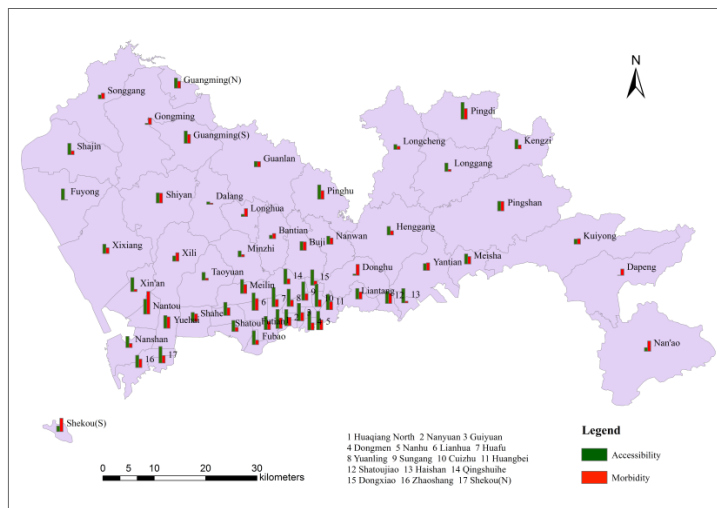 N
Guangming(N)
Songgang
Pingdi
Gongming
Guangming(S)
Kengzi
Longcheng
Shajin
Guanlan
Longgang
Pinghu
Fuyong
Shiyan
Dalang
Pingshan
Longhua
Henggang
Bantian
Nanwan
Kuiyong
Xixiang
Buji
Minzhi
Xili
Meisha
Yantian
Donghu
Dapeng
Taoyuan
14 15
Xin'an
Meilin
Liantang
9
12 13
6 7 8 10 11
Nantou
Shahe
Yuehai
Shatou
4 5
Fubao
Nanshan
Nan'ao
16 17
Shekou(S)
1 Huaqiang North 2 Nanyuan 3 Guiyuan
4 Dongmen 5 Nanhu 6 Lianhua 7 Huafu
8 Yuanling 9 Sungang 10 Cuizhu 11 Huangbei
12 Shatoujiao 13 Haishan 14 Qingshuihe
15 Dongxiao 16 Zhaoshang 17 Shekou(N)
Legend
Accessibility
Morbidity
0 5 10 20 30
kilometers